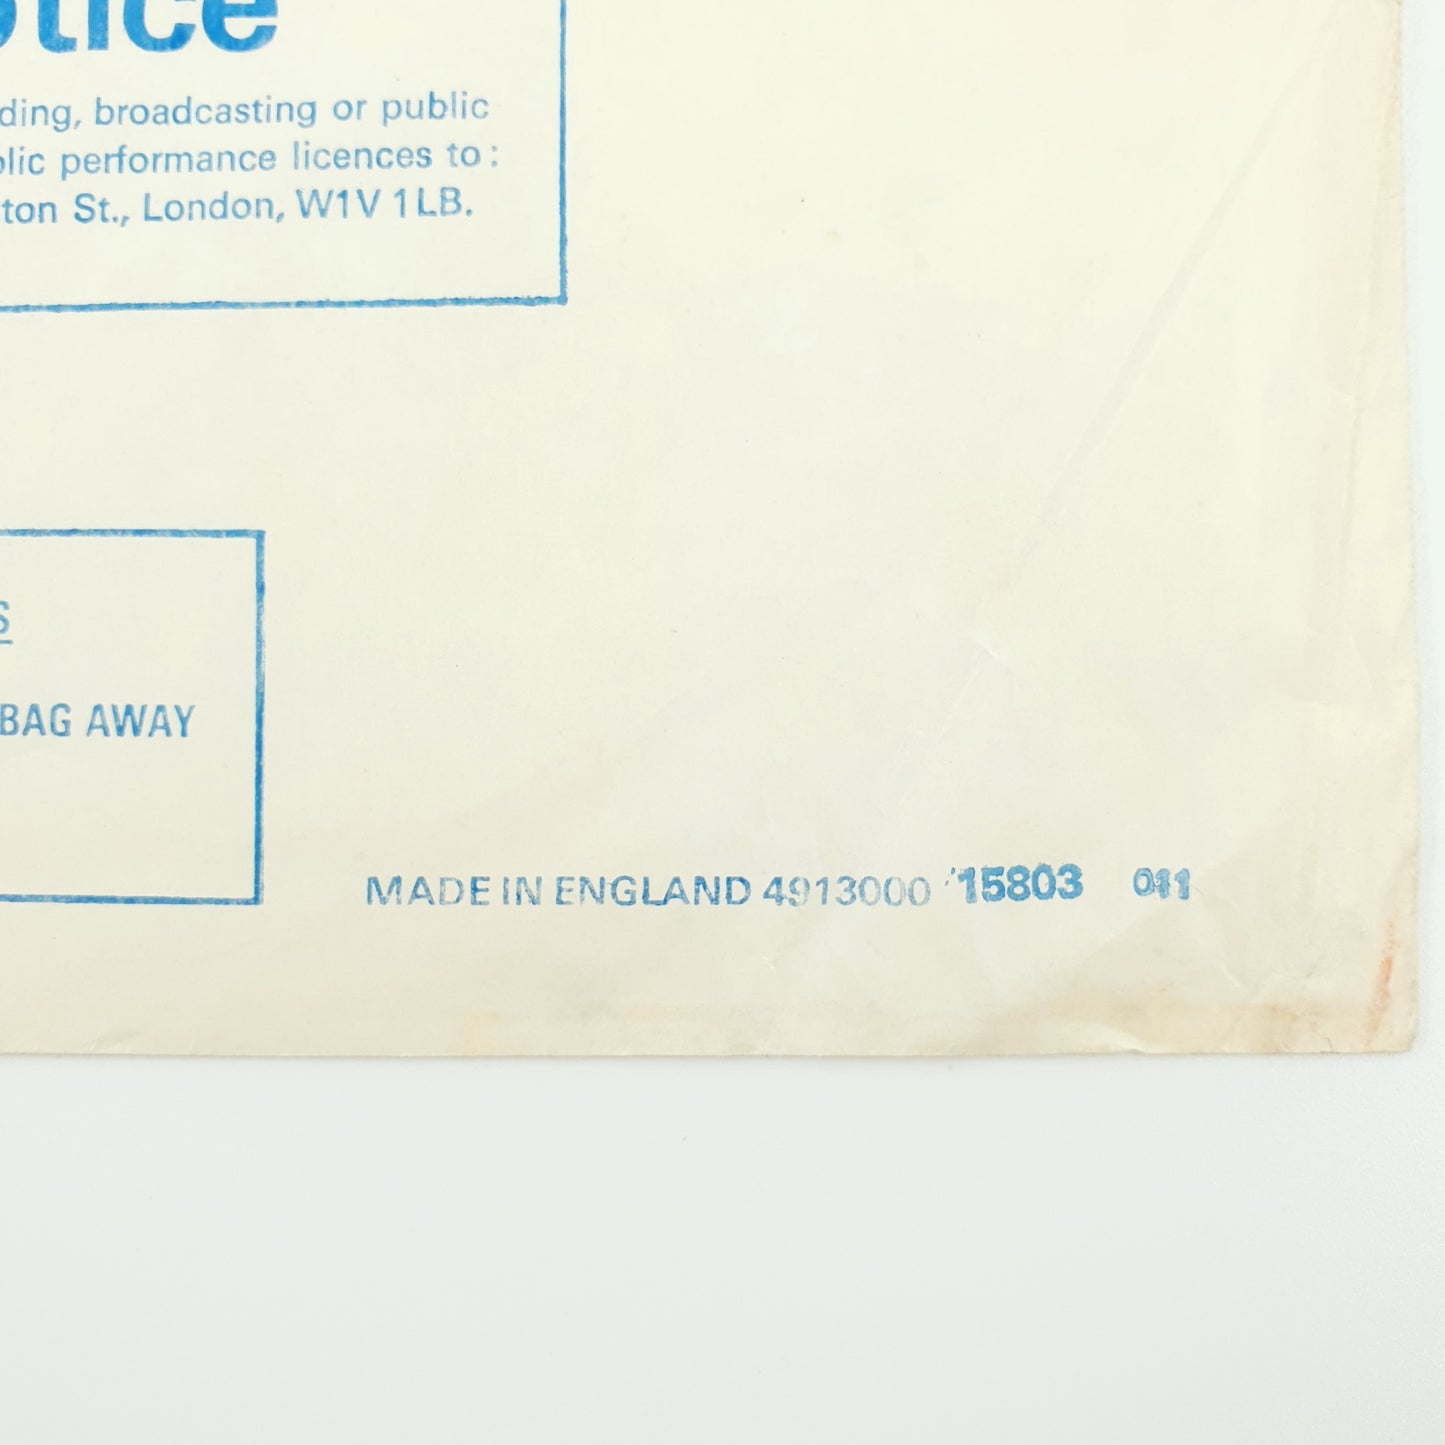 otice
ding, broadcasting or public
blic performance licences to:
ton St., London, W1V 1LB.
S
BAG AWAY
MADE IN ENGLAND 4913000 15803 011